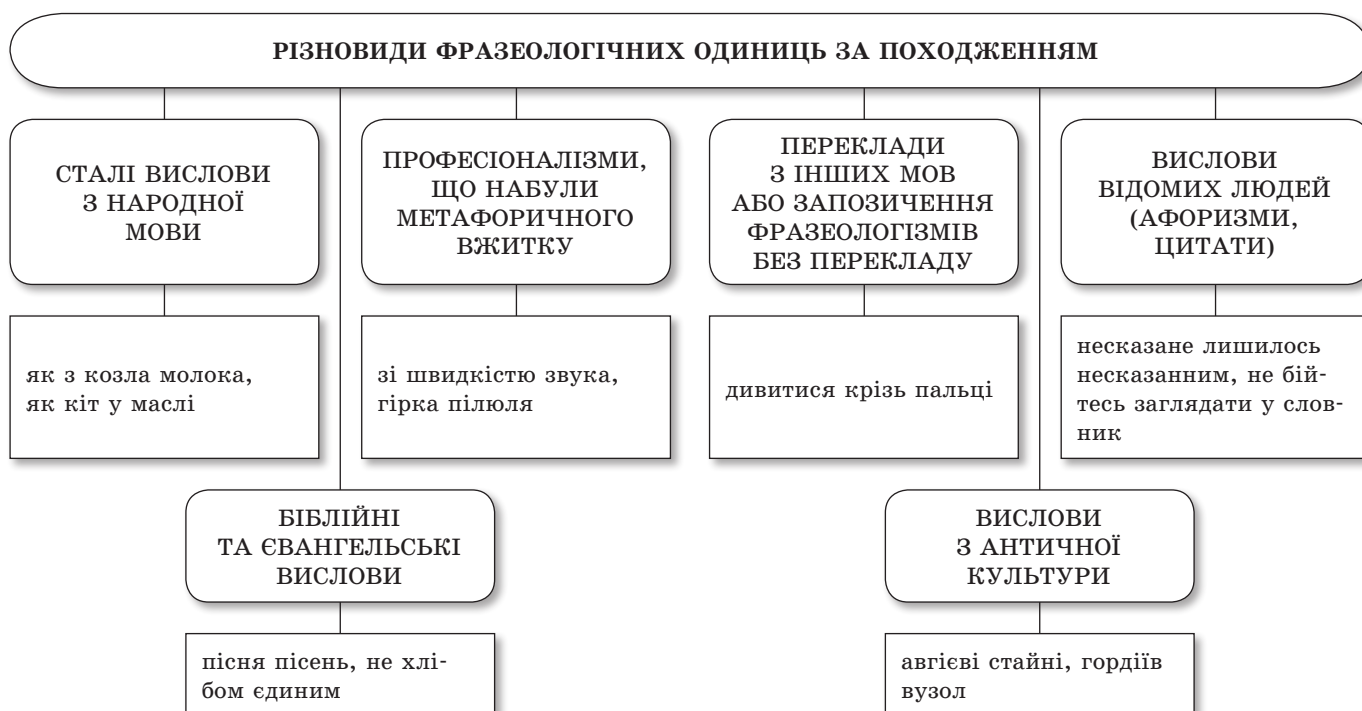 РІЗНОВИДИ ФРАЗЕОЛОГІЧНИХ ОДИНИЦЬ ЗА ПОХОДЖЕННЯМ
СТАЛІ ВИСЛОВИ
З НАРОДНОЇ
МОВИ
ПРОФЕСІОНАЛІЗМИ,
ЩО НАБУЛИ
МЕТАФОРИЧНОГО
ВЖИТКУ
ПЕРЕКЛАДИ
З ІНШИХ МОВ
АБО ЗАПОЗИЧЕННЯ
ФРАЗЕОЛОГІЗМІВ
БЕЗ ПЕРЕКЛАДУ
ВИСЛОВИ
ВІДОМИХ ЛЮДЕЙ
(АФОРИЗМИ,
ЦИТАТИ)
як з козла молока,
як кіт у маслі
зі швидкістю звука,
гірка пілюля
дивитися крізь пальці
несказане лишилось
несказанним, не бій-
тесь заглядати у слов-
ник
БІБЛІЙНІ
ТА ЄВАНГЕЛЬСЬКІ
ВИСЛОВИ
ВИСЛОВИ
З АНТИЧНОЇ
КУЛЬТУРИ
пісня пісень, не хлі-
бом єдиним
авгієві стайні, гордіїв
вузол